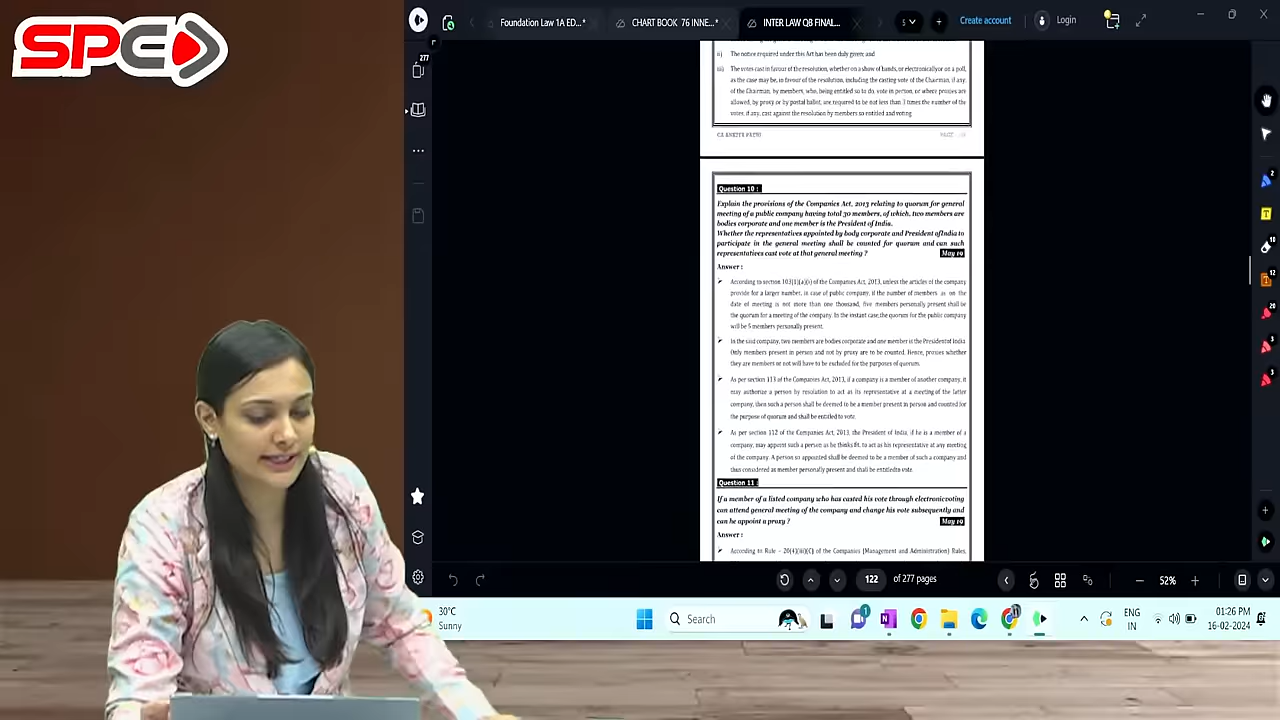 SPC
Foundation Law 1A ED...*
CHART BOOK 76 INNE...*
INTER LAW QB FINAL...
5
Create account
Login
277
ii) The notice required under this Act has been duly given; and
iii) The votes cast in favour of the resolution, whether on a show of hands, or electronically or on a poll,
as the case may be, in favour of the resolution, including the casting vote of the Chairman, if any,
of the Chairman, by members, who, being entitled so to do, vote in person, or where proxies are
allowed, by proxy or by postal ballot, are required to be not less than 3 times the number of the
votes, if any, cast against the resolution by members so entitled and voting
PAGE
Question 10 :
Explain the provisions of the Companies Act, 2013 relating to quorum for general
meeting of a public company having total 30 members, of which, two members are
bodies corporate and one member is the President of India.
Whether the representatives appointed by body corporate and President of India to
participate in the general meeting shall be counted for quorum and can such
representatives cast vote at that general meeting ?
May 19
Answer :
According to section 103(1)(a)(i) of the Companies Act, 2013, unless the articles of the company
provide for a larger number, in case of public company, if the number of members as on the
date of meeting is not more than one thousand, five members personally present shall be
the quorum for a meeting of the company. In the instant case, the quorum for the public company
will be 5 members personally present.
In the said company, two members are bodies corporate and one member is the President of India.
Only members present in person and not by proxy are to be counted. Hence, proxies whether
they are members or not will have to be excluded for the purposes of quorum.
As per section 113 of the Companies Act, 2013, if a company is a member of another company, it
may authorize a person by resolution to act as its representative at a meeting of the latter
company, then such a person shall be deemed to be a member present in person and counted for
the purpose of quorum and shall be entitled to vote.
As per section 112 of the Companies Act, 2013, the President of India, if he is a member of a
company, may appoint such a person as he thinks fit, to act as his representative at any meeting
of the company. A person so appointed shall be deemed to be a member of such a company and
thus considered as member personally present and shall be entitled to vote.
Question 11 :
If a member of a listed company who has casted his vote through electronic voting
can attend general meeting of the company and change his vote subsequently and
can he appoint a proxy ?
May 19
Answer :
According to Rule - 20(4)(iii)(C) of the Companies (Management and Administration) Rules,
122
of 277 pages
52%
30°C
Sunny
Search
1
ENG
IN
01:26 PM
16-02-2024